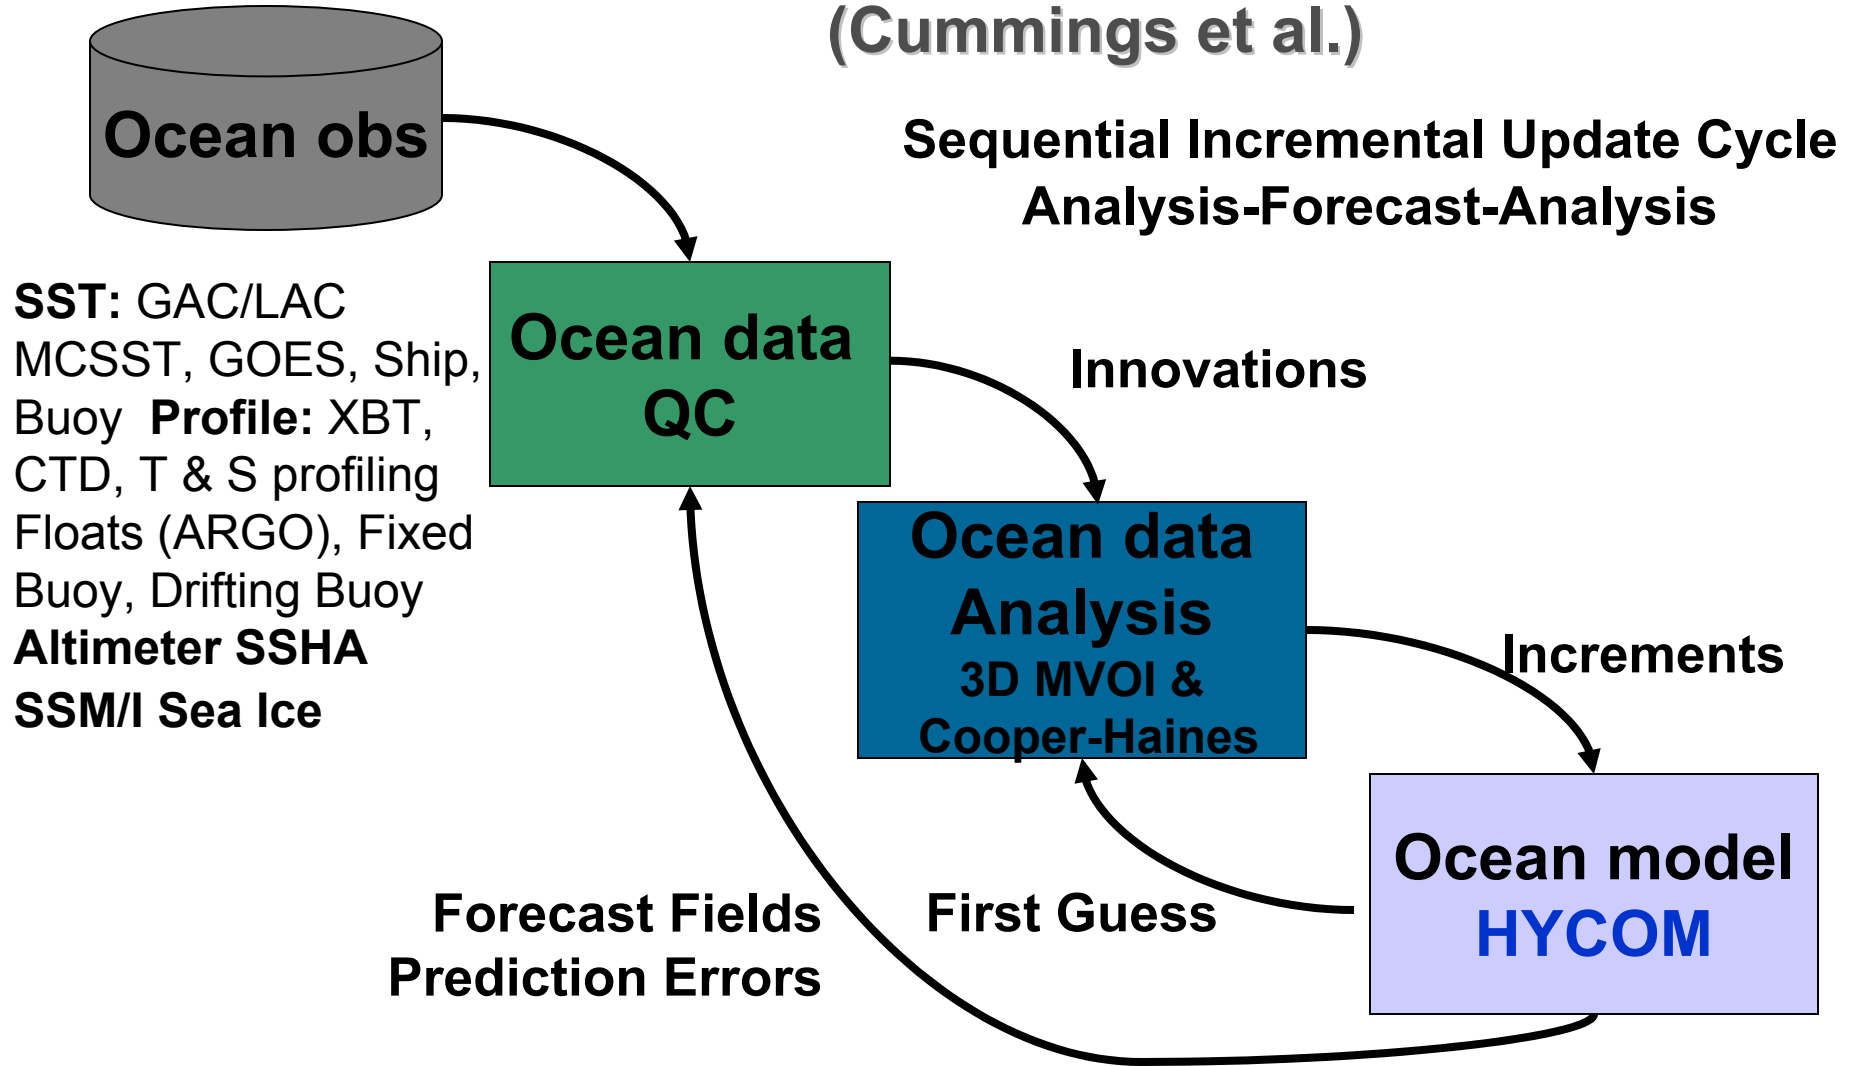 (Cummings et al.)
Ocean obs
Sequential Incremental Update Cycle
Analysis-Forecast-Analysis
SST: GAC/LAC
MCSST, GOES, Ship,
Buoy Profile: XBT,
CTD, T & S profiling
Floats (ARGO), Fixed
Buoy, Drifting Buoy
Altimeter SSHA
SSM/I Sea Ice
Ocean data
QC
Innovations
Ocean data
Analysis
3D MVOI &
Cooper-Haines
Increments
Ocean model
HYCOM
First Guess
Forecast Fields
Prediction Errors